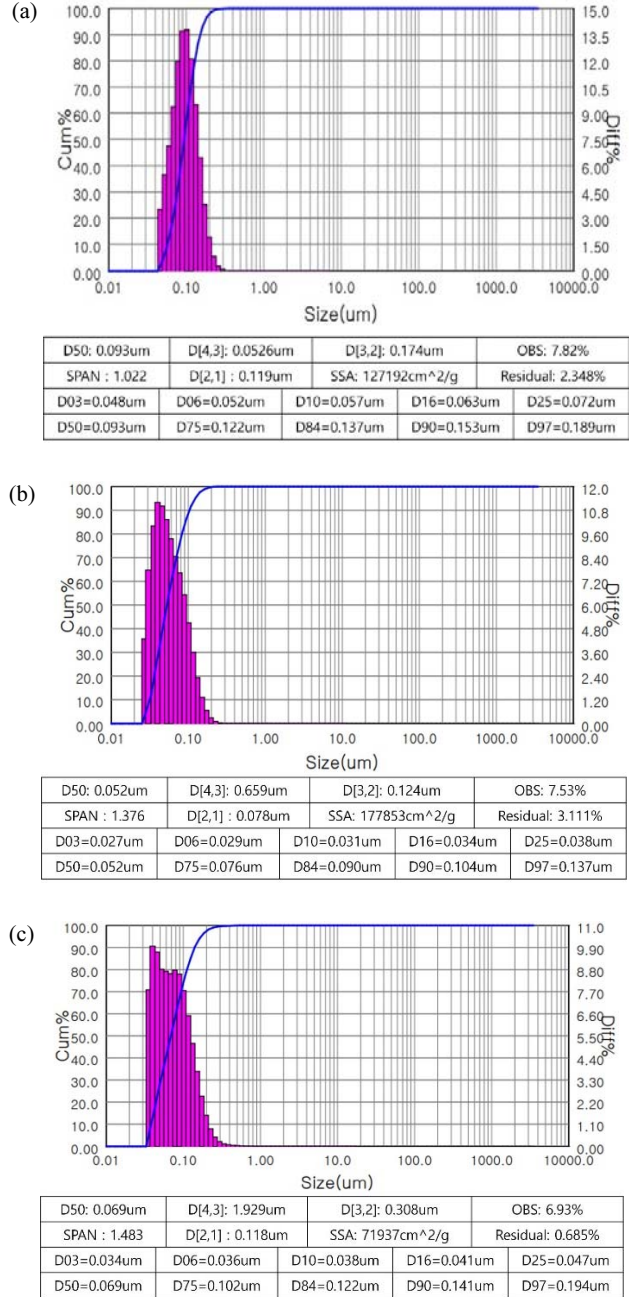 (a)
100.0 15.0
90.0 13.5
80.0 12.0
70.0 10.5
60.0 9.00
50.0 7.50
40.0 6.00
30.0 4.50
20.0 3.00
10.0 1.50
0.00 0.00
Cum%
Diff%
0.01 0.10 1.00 10.0 100.0 1000.0 10000.0
Size(um)
D50: 0.093um D[4,3]: 0.0526um D[3,2]: 0.174um OBS: 7.82%
SPAN : 1.022 D[2,1] : 0.119um SSA: 127192cm^2/g Residual: 2.348%
D03=0.048um D06=0.052um D10=0.057um D16=0.063um D25=0.072um
D50=0.093um D75=0.122um D84=0.137um D90=0.153um D97=0.189um
(b)
100.0 12.0
90.0 10.8
80.0 9.60
70.0 8.40
60.0 7.20
50.0 6.00
40.0 4.80
30.0 3.60
20.0 2.40
10.0 1.20
0.00 0.00
Cum%
Diff%
0.01 0.10 1.00 10.0 100.0 1000.0 10000.0
Size(um)
D50: 0.052um D[4,3]: 0.659um D[3,2]: 0.124um OBS: 7.53%
SPAN : 1.376 D[2,1] : 0.078um SSA: 177853cm^2/g Residual: 3.111%
D03=0.027um D06=0.029um D10=0.031um D16=0.034um D25=0.038um
D50=0.052um D75=0.076um D84=0.090um D90=0.104um D97=0.137um
(c)
100.0 11.0
90.0 9.90
80.0 8.80
70.0 7.70
60.0 6.60
50.0 5.50
40.0 4.40
30.0 3.30
20.0 2.20
10.0 1.10
0.00 0.00
Cum%
Diff%
0.01 0.10 1.00 10.0 100.0 1000.0 10000.0
Size(um)
D50: 0.069um D[4,3]: 1.929um D[3,2]: 0.308um OBS: 6.93%
SPAN : 1.483 D[2,1] : 0.118um SSA: 71937cm^2/g Residual: 0.685%
D03=0.034um D06=0.036um D10=0.038um D16=0.041um D25=0.047um
D50=0.069um D75=0.102um D84=0.122um D90=0.141um D97=0.194um